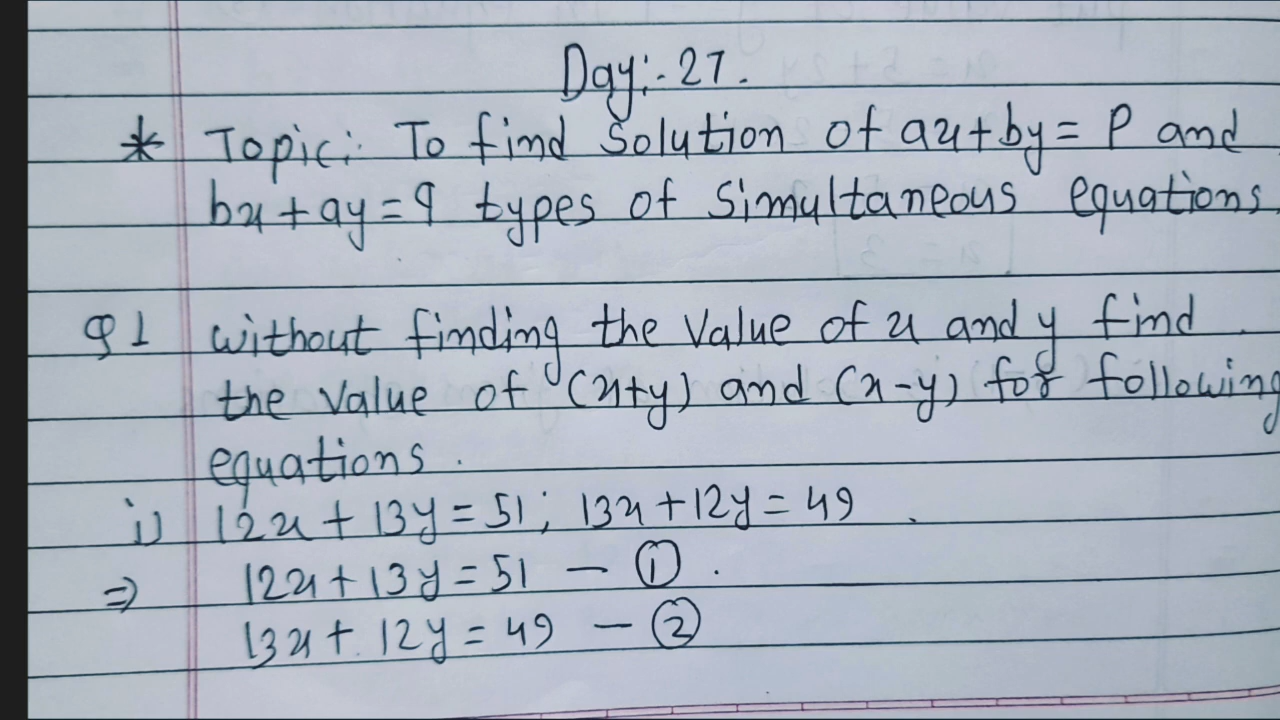 Day:- 27.
* Topic: To find Solution of ax+by= P and
bx+ay=q types of Simultaneous equations.
Q1 without finding the value of x and y find
the value of (x+y) and (x-y) for following
equations.
i) 12x + 13y = 51; 13x+12y = 49
⇒ 12x+13y=51 — ①.
13x+12y=49 — ②